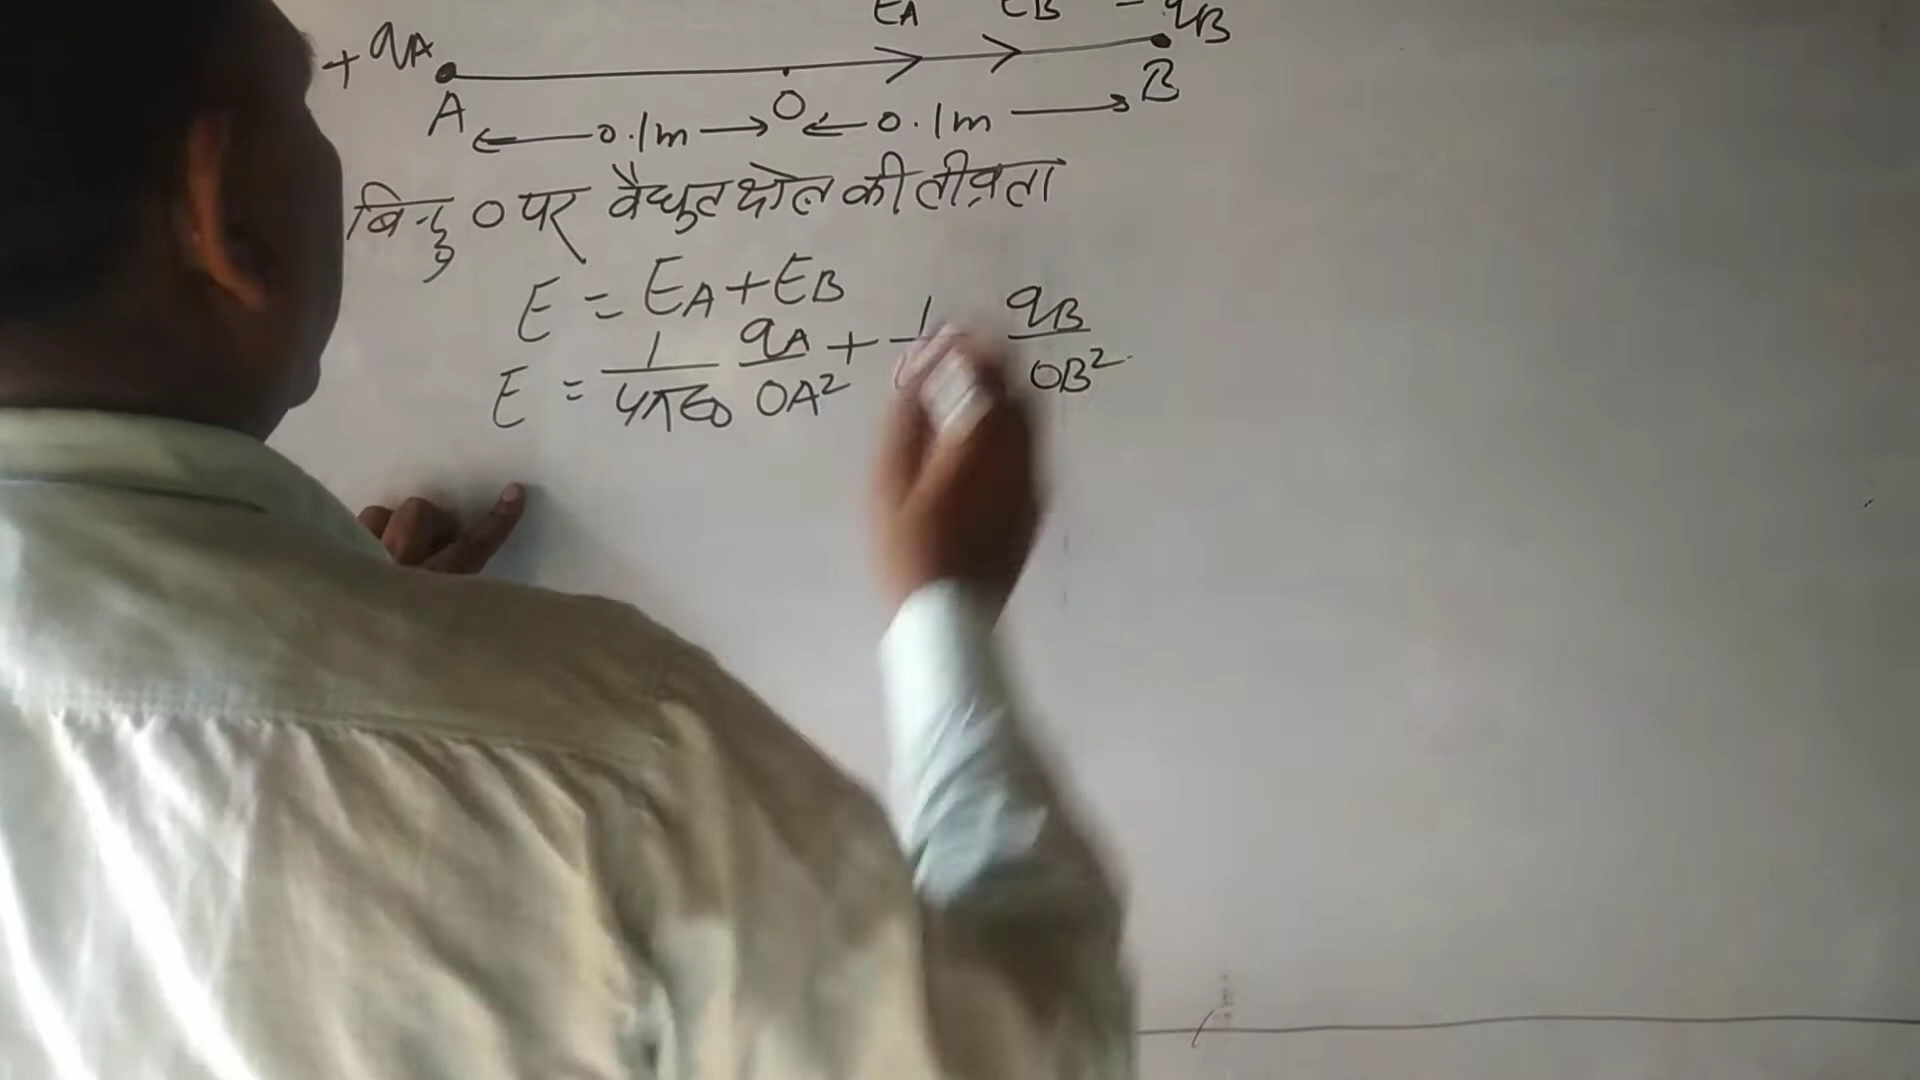 EA EB - qB
+ qA
A O B
0.1m 0.1m
बिन्दु O पर वैधुत क्षेत्र की तीव्रता
E = EA + EB
E = 1/4πε0 qA/OA² + 1 qB/OB²